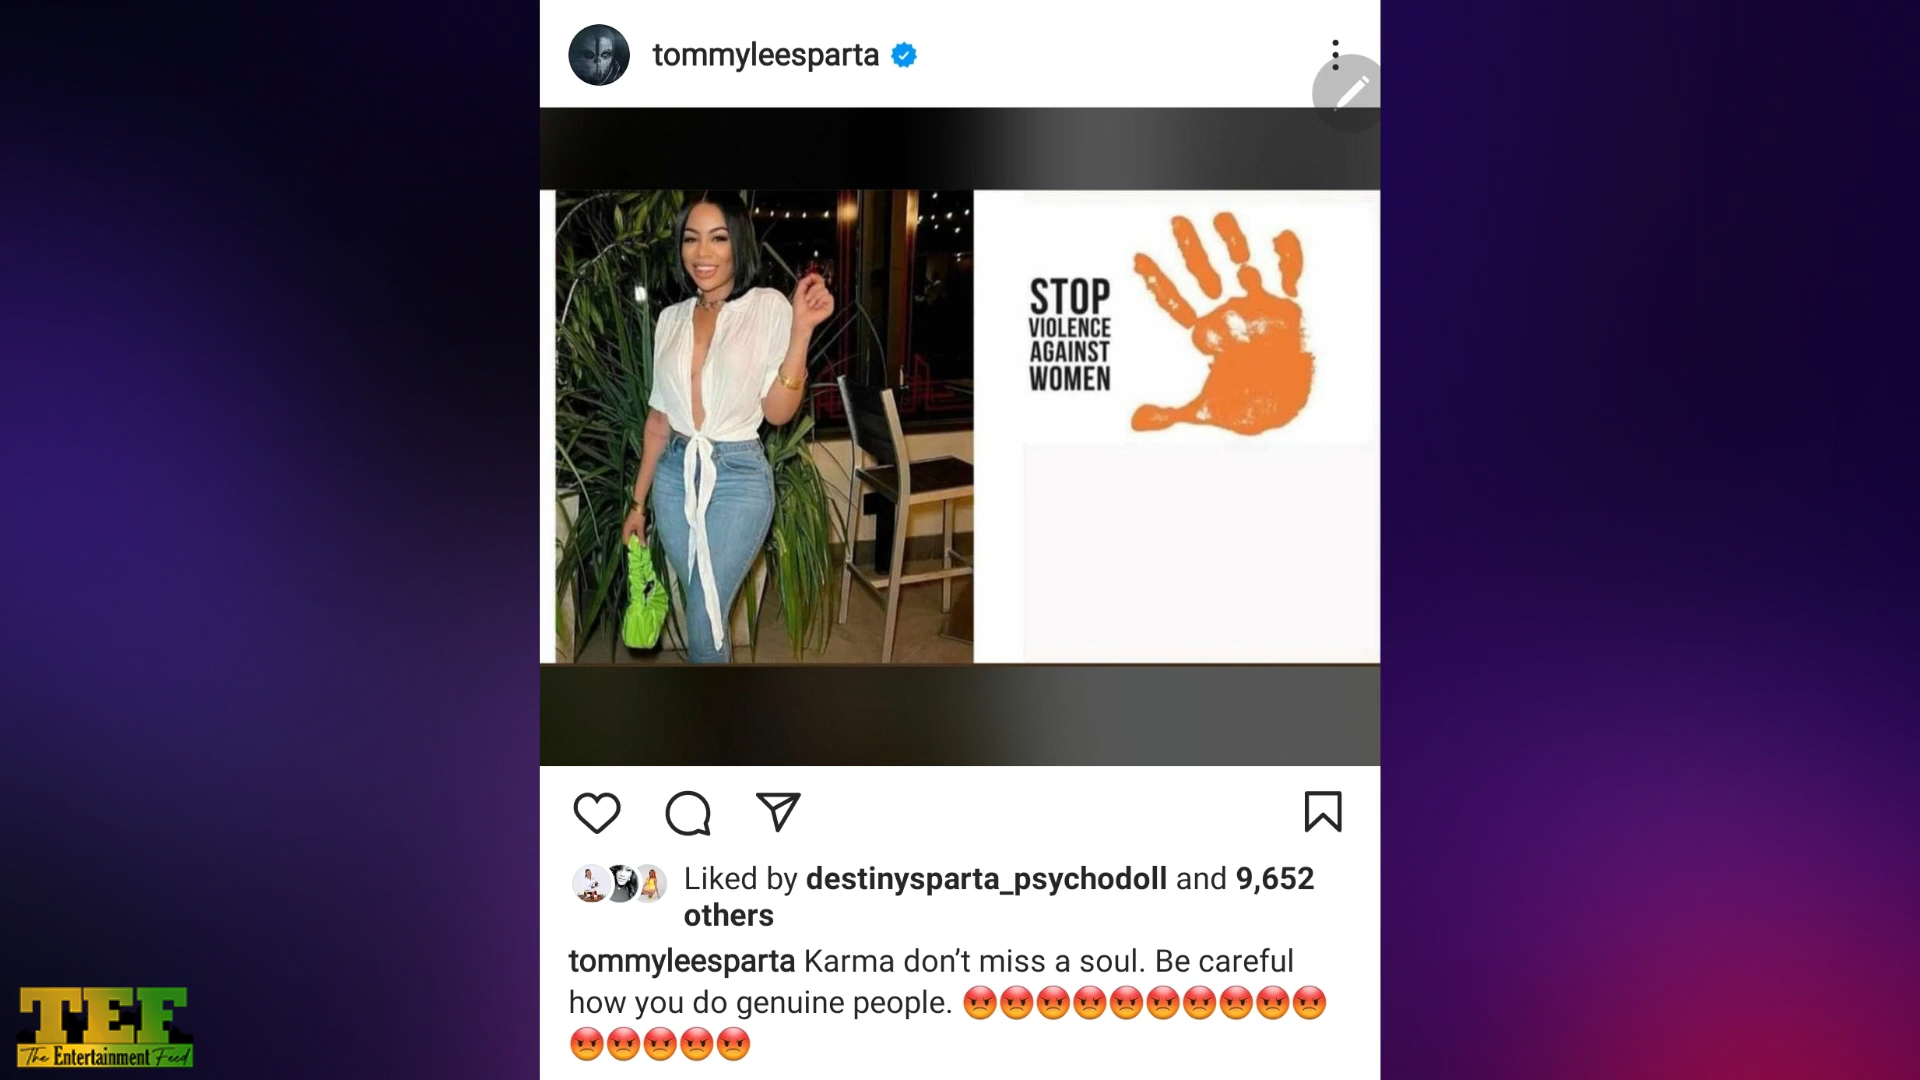 tommyleesparta
STOP
VIOLENCE
AGAINST
WOMEN
Liked by destinysparta_psychodoll and 9,652
others
tommyleesparta Karma don’t miss a soul. Be careful
how you do genuine people. 😡😡😡😡😡😡😡😡😡😡
😡😡😡😡😡
TEF
The Entertainment Feed